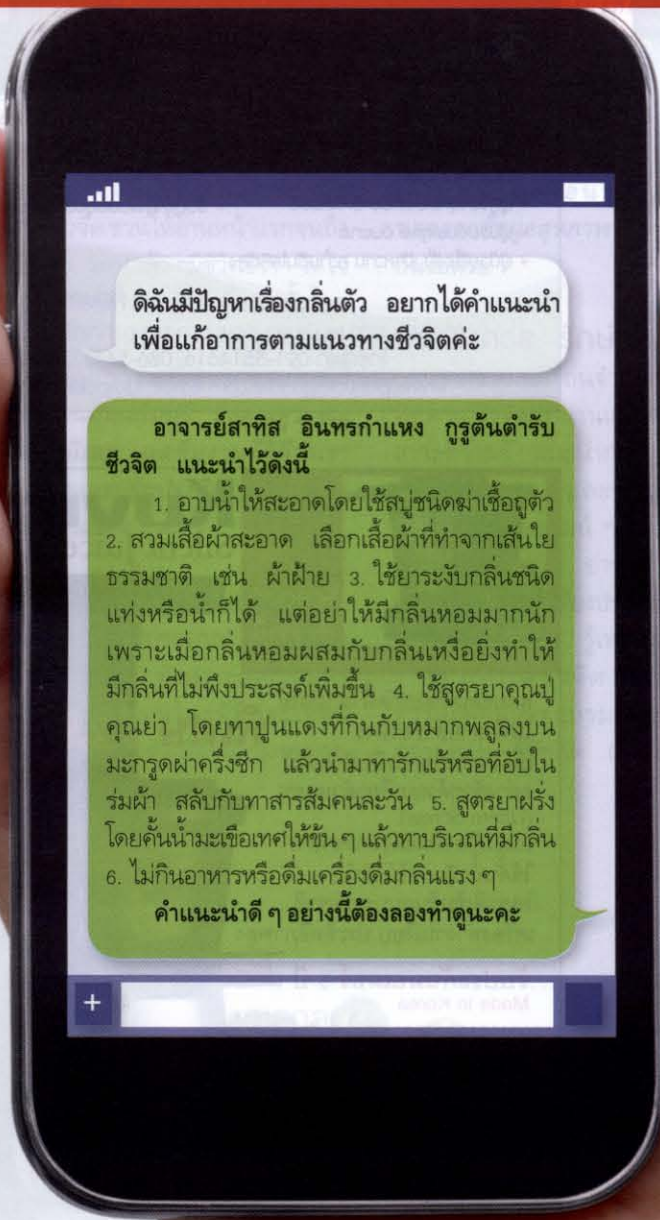 ดิฉันมีปัญหาเรื่องกลิ่นตัว อยากได้คำแนะนำ
เพื่อแก้อาการตามแนวทางชีวจิตค่ะ
อาจารย์สาทิส อินทรกำแหง กูรูต้นตำรับ
ชีวจิต แนะนำไว้ดังนี้
1. อาบน้ำให้สะอาดโดยใช้สบู่ชนิดฆ่าเชื้อถูตัว
2. สวมเสื้อผ้าสะอาด เลือกเสื้อผ้าที่ทำจากเส้นใย
ธรรมชาติ เช่น ผ้าฝ้าย 3. ใช้ยาระงับกลิ่นชนิด
แท่งหรือน้ำก็ได้ แต่อย่าให้มีกลิ่นหอมมากนัก
เพราะเมื่อกลิ่นหอมผสมกับกลิ่นเหงื่อยิ่งทำให้
มีกลิ่นที่ไม่พึงประสงค์เพิ่มขึ้น 4. ใช้สูตรยาคุณปู่
คุณย่า โดยทาปูนแดงที่กินกับหมากพลูลงบน
มะกรูดผ่าครึ่งซีก แล้วนำมาทารักแร้หรือที่อับใน
ร่มผ้า สลับกับทาสารส้มคนละวัน 5. สูตรยาฝรั่ง
โดยคั้นน้ำมะเขือเทศให้ข้น ๆ แล้วทาบริเวณที่มีกลิ่น
6. ไม่กินอาหารหรือดื่มเครื่องดื่มกลิ่นแรง ๆ
คำแนะนำดี ๆ อย่างนี้ต้องลองทำดูนะคะ
+
Made in Korea